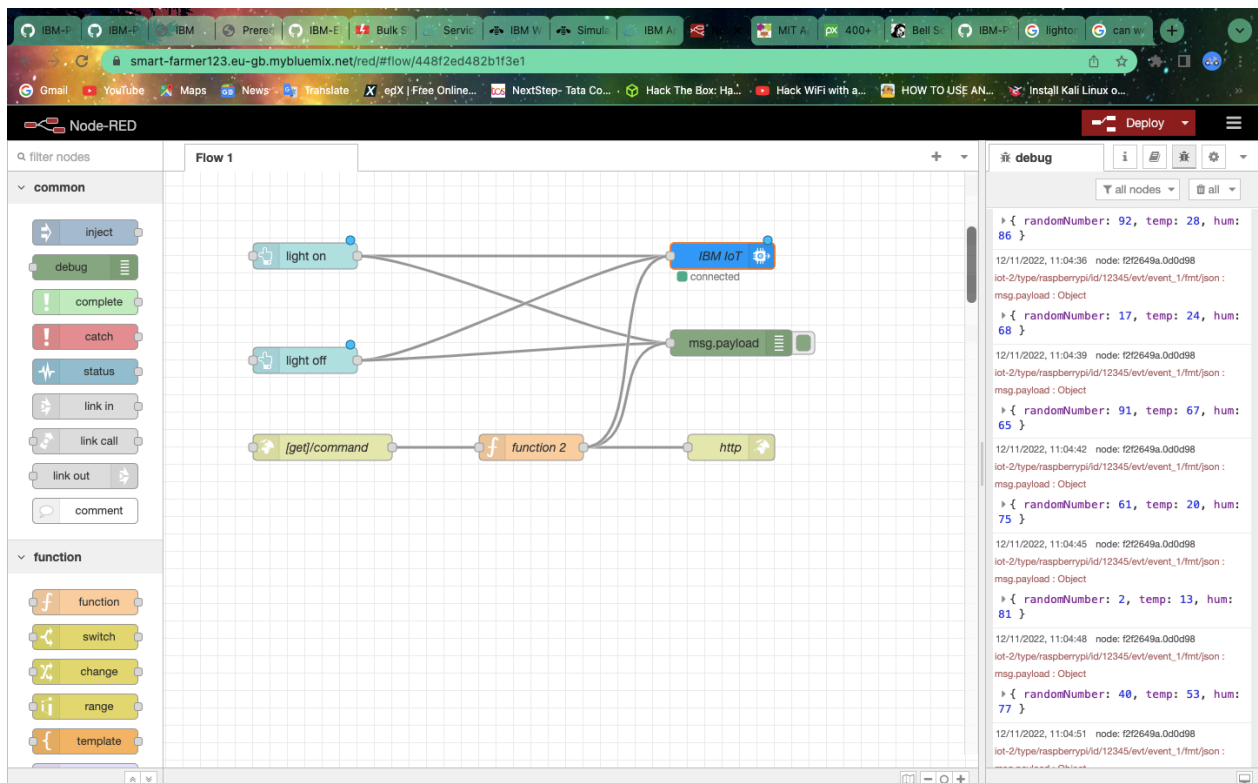 IBM-P
IBM-P
IBM
Prerec
IBM-E
Bulk S
Servic
IBM W
Simula
IBM A
MIT A
400+
Bell Sc
IBM-P
lightor
can w
smart-farmer123.eu-gb.mybluemix.net/red/#flow/448f2ed482b1f3e1
Gmail
YouTube
Maps
News
Translate
edX | Free Online...
NextStep- Tata Co...
Hack The Box: Ha...
Hack WiFi with a...
HOW TO USE AN...
Install Kali Linux o...
Node-RED
Deploy
filter nodes
common
inject
debug
complete
catch
status
link in
link call
link out
comment
function
function
switch
change
range
template
Flow 1
light on
IBM IoT
connected
msg.payload
light off
[get]/command
function 2
http
debug
all nodes
all
{ randomNumber: 92, temp: 28, hum:
86 }
12/11/2022, 11:04:36 node: f2f2649a.0d0d98
iot-2/type/raspberrypi/id/12345/evt/event_1/fmt/json :
msg.payload : Object
{ randomNumber: 17, temp: 24, hum:
68 }
12/11/2022, 11:04:39 node: f2f2649a.0d0d98
iot-2/type/raspberrypi/id/12345/evt/event_1/fmt/json :
msg.payload : Object
{ randomNumber: 91, temp: 67, hum:
65 }
12/11/2022, 11:04:42 node: f2f2649a.0d0d98
iot-2/type/raspberrypi/id/12345/evt/event_1/fmt/json :
msg.payload : Object
{ randomNumber: 61, temp: 20, hum:
75 }
12/11/2022, 11:04:45 node: f2f2649a.0d0d98
iot-2/type/raspberrypi/id/12345/evt/event_1/fmt/json :
msg.payload : Object
{ randomNumber: 2, temp: 13, hum:
81 }
12/11/2022, 11:04:48 node: f2f2649a.0d0d98
iot-2/type/raspberrypi/id/12345/evt/event_1/fmt/json :
msg.payload : Object
{ randomNumber: 40, temp: 53, hum:
77 }
12/11/2022, 11:04:51 node: f2f2649a.0d0d98
iot-2/type/raspberrypi/id/12345/evt/event_1/fmt/json :